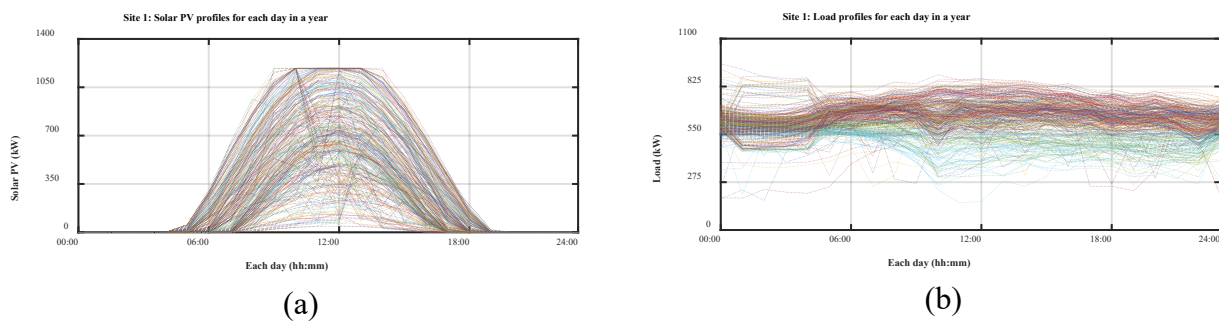 Site 1: Solar PV profiles for each day in a year
1400
1050
700
350
0
Solar PV (kW)
00:00 06:00 12:00 18:00 24:00
Each day (hh:mm)
(a)
Site 1: Load profiles for each day in a year
1100
825
550
275
0
Load (kW)
00:00 06:00 12:00 18:00 24:00
Each day (hh:mm)
(b)